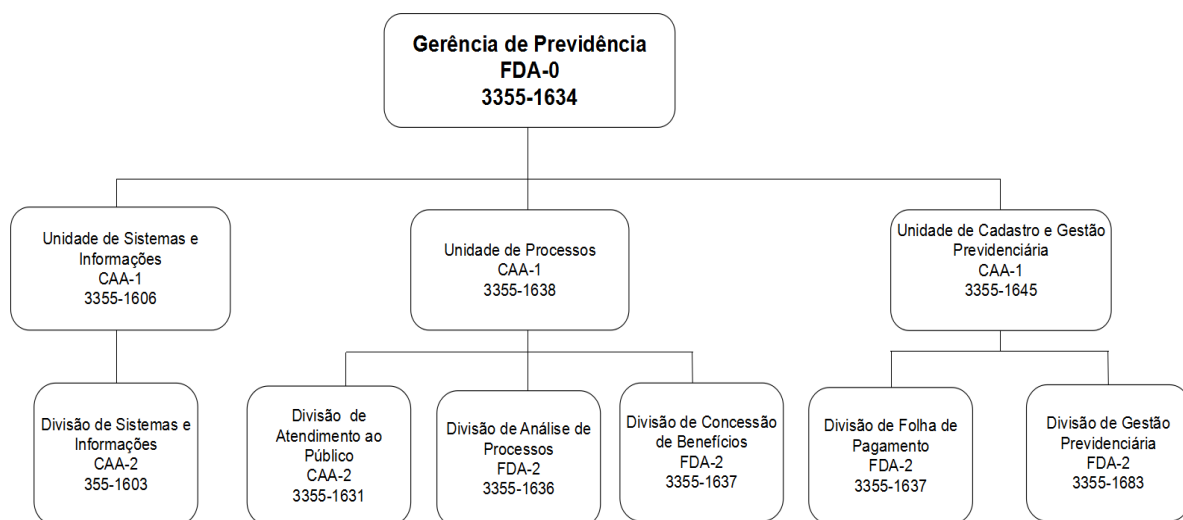 Gerência de Previdência
FDA-0
3355-1634
Unidade de Sistemas e
Informações
CAA-1
3355-1606
Unidade de Processos
CAA-1
3355-1638
Unidade de Cadastro e Gestão
Previdenciária
CAA-1
3355-1645
Divisão de Sistemas e
Informações
CAA-2
355-1603
Divisão de
Atendimento ao
Público
CAA-2
3355-1631
Divisão de Análise de
Processos
FDA-2
3355-1636
Divisão de Concessão
de Benefícios
FDA-2
3355-1637
Divisão de Folha de
Pagamento
FDA-2
3355-1637
Divisão de Gestão
Previdenciária
FDA-2
3355-1683